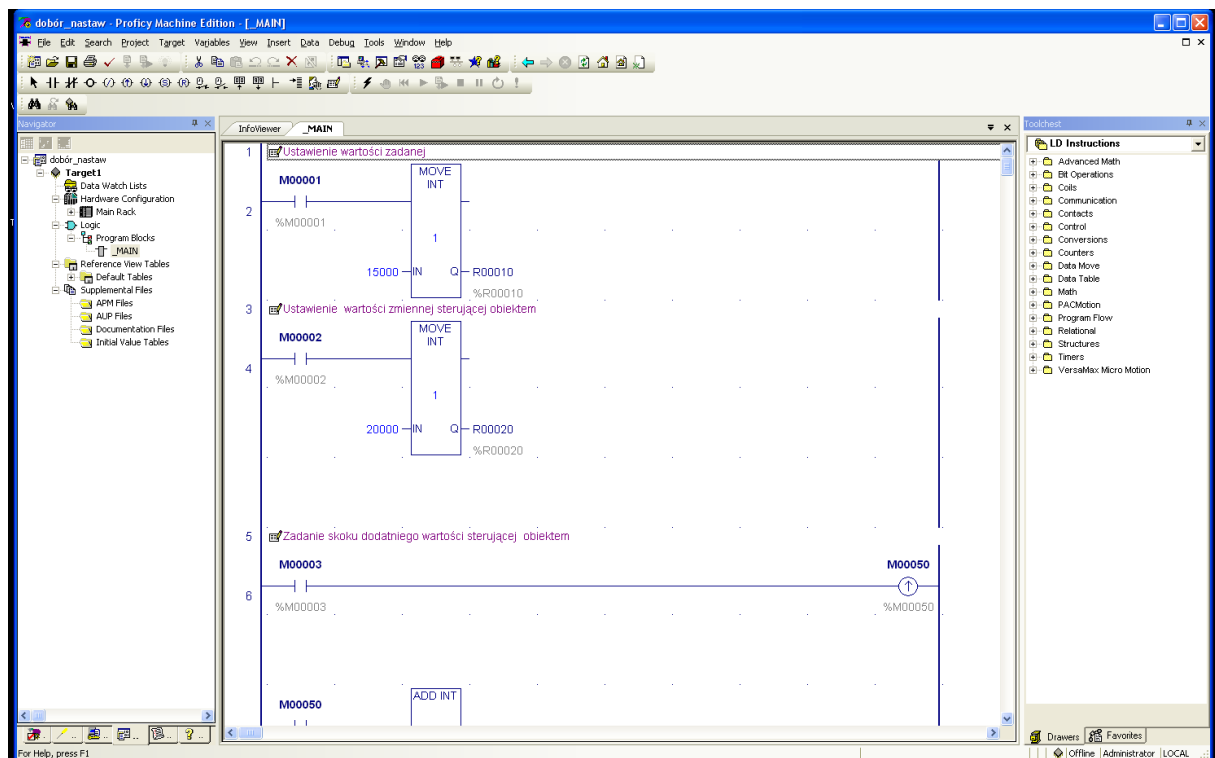 dobór_nastaw - Proficy Machine Edition - [_MAIN]
File Edit Search Project Target Variables View Insert Data Debug Tools Window Help
Navigator
dobór_nastaw
Target1
Data Watch Lists
Hardware Configuration
Main Rack
Logic
Program Blocks
_MAIN
Reference View Tables
Default Tables
Supplemental Files
APM Files
AUP Files
Documentation Files
Initial Value Tables
InfoViewer _MAIN
1 Ustawienie wartości zadanej
M00001
MOVE
INT
2
%M00001
1
15000 IN Q R00010
%R00010
3 Ustawienie wartości zmiennej sterującej obiektem
M00002
MOVE
INT
4
%M00002
1
20000 IN Q R00020
%R00020
5 Zadanie skoku dodatniego wartości sterującej obiektem
M00003 M00050
6
%M00003 %M00050
M00050
ADD INT
Toolchest
LD Instructions
Advanced Math
Bit Operations
Coils
Communication
Contacts
Control
Conversions
Counters
Data Move
Data Table
Math
PACMotion
Program Flow
Relational
Structures
Timers
VersaMax Micro Motion
Drawers Favorites
For Help, press F1
Offline Administrator LOCAL